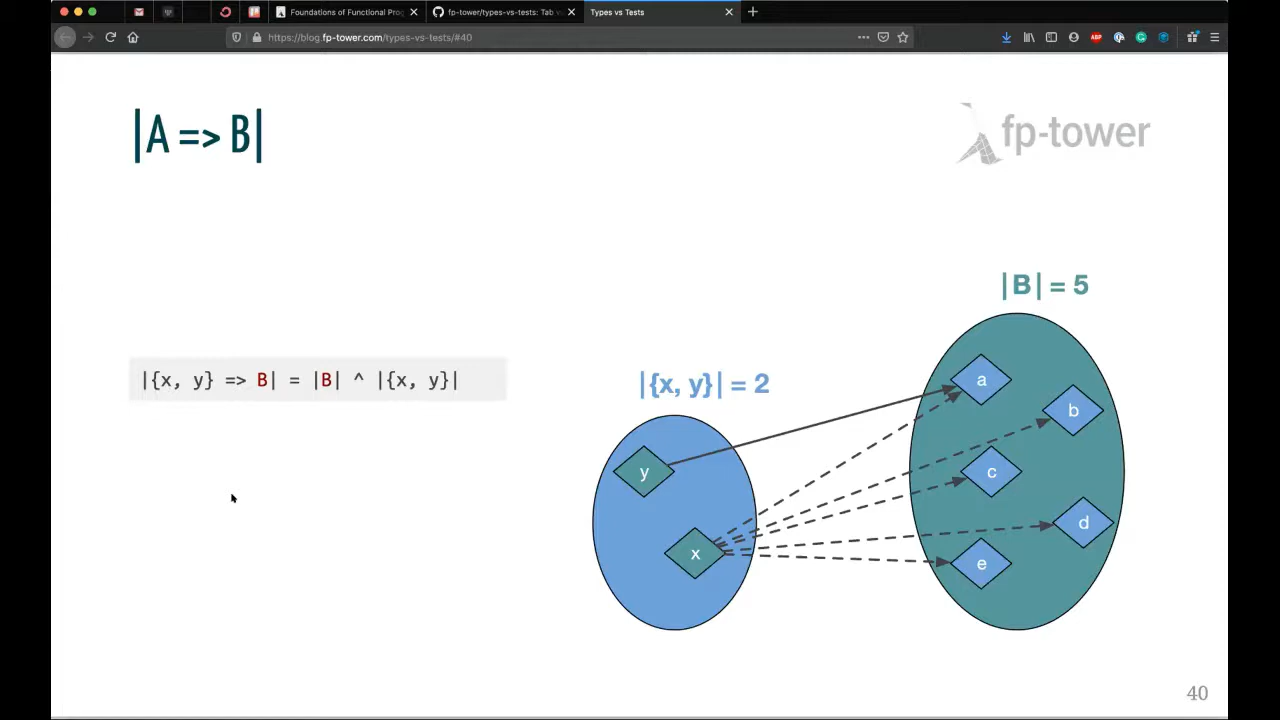 Foundations of Functional Prog
fp-tower/types-vs-tests: Tab v
Types vs Tests
https://blog.fp-tower.com/types-vs-tests/#40
ABP
|A => B|
fp-tower
|B| = 5
|{x, y} => B| = |B| ^ |{x, y}|
|{x, y}| = 2
a
b
y
c
d
x
e
40